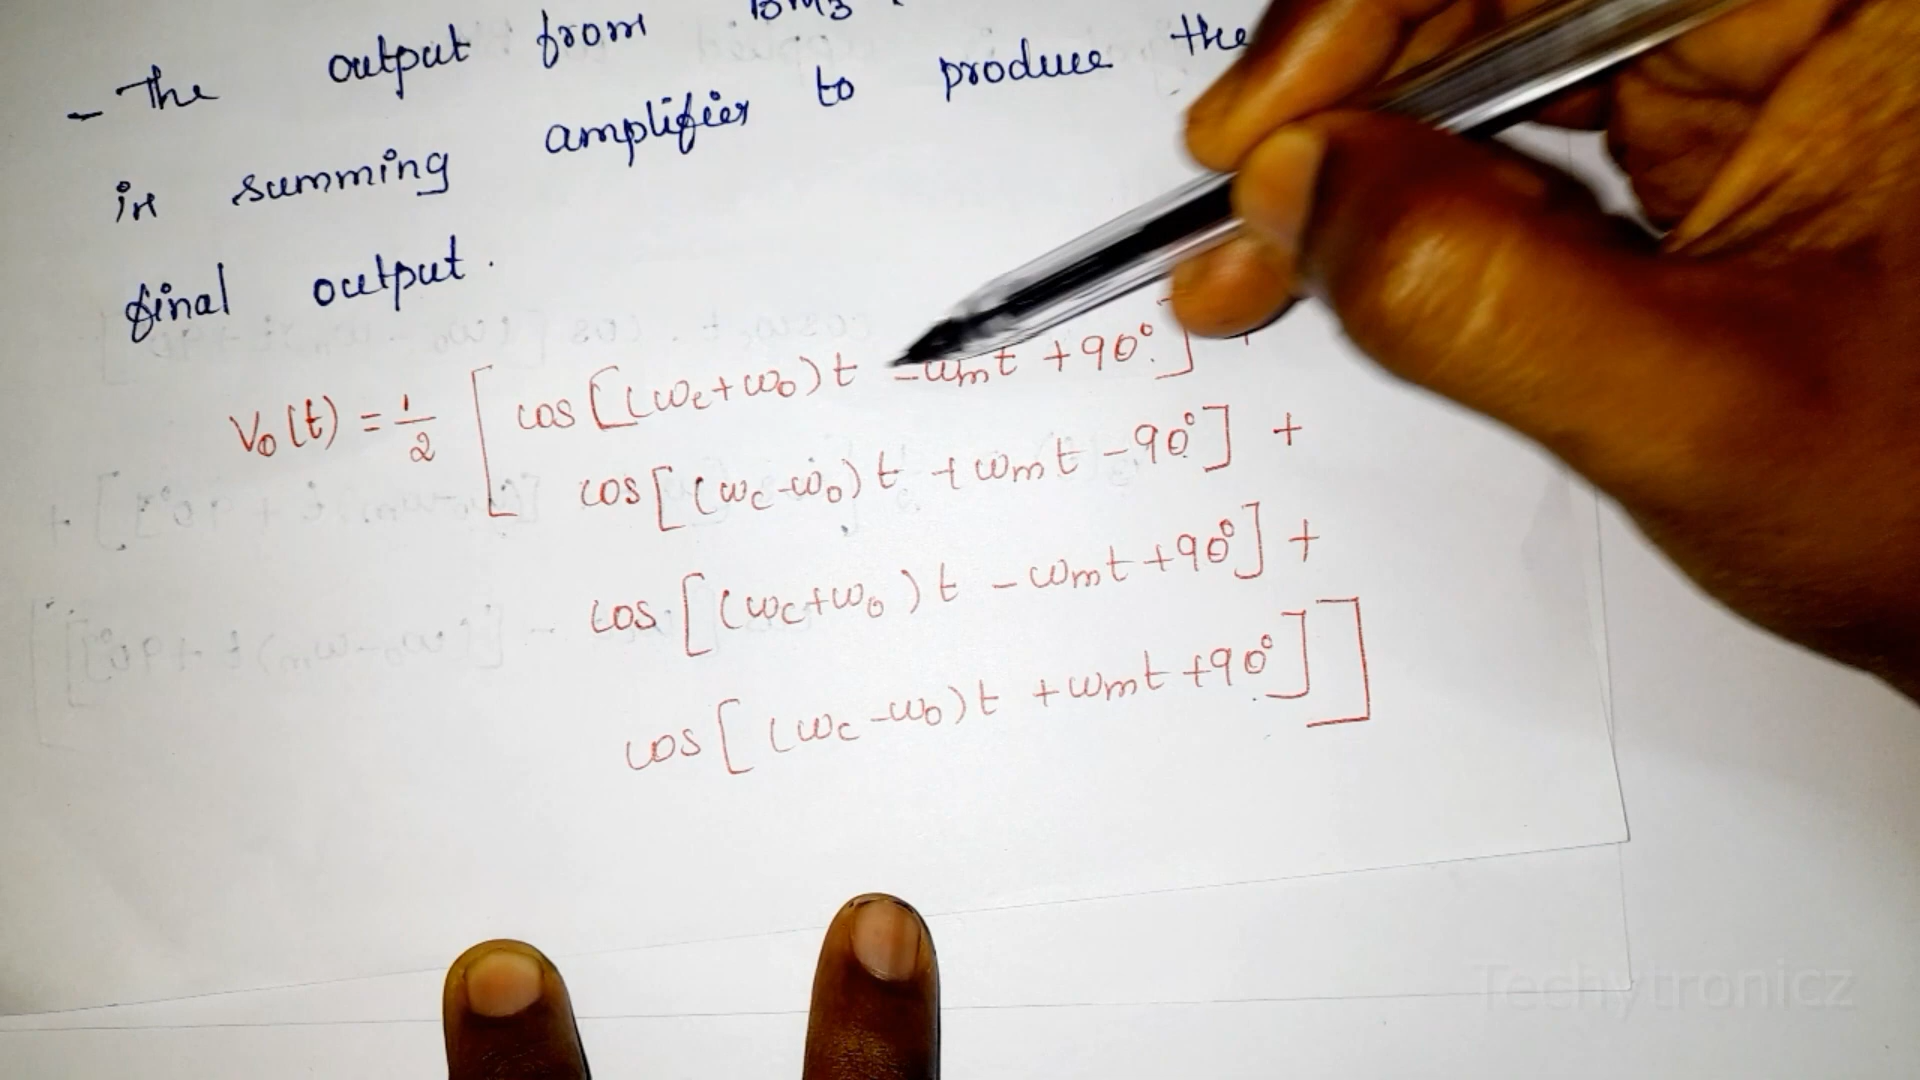 - The output from BM3
in summing amplifier to produce the
final output.
V₀(t) = 1/2 [ cos[(ωc+ω₀)t -ωmt +90°] +
cos[(ωc-ω₀)t +ωmt -90°] +
cos[(ωc+ω₀)t -ωmt +90°] +
cos[(ωc-ω₀)t +ωmt +90°] ]
Techytronicz